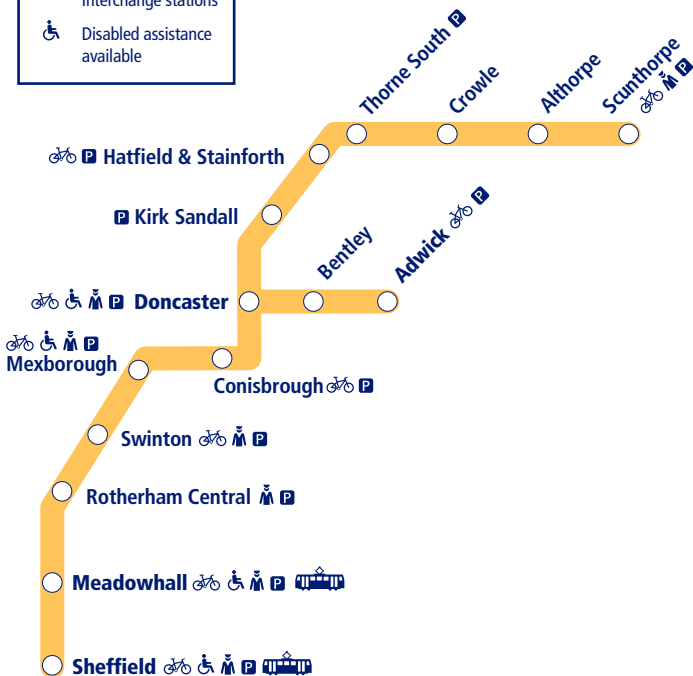 Interchange stations
Disabled assistance
available
Thorne South P
Crowle
Althorpe
Scunthorpe
P
P Hatfield & Stainforth
P Kirk Sandall
Bentley
Adwick P
P Doncaster
P
Mexborough
Conisbrough P
Swinton P
Rotherham Central P
Meadowhall P
Sheffield P